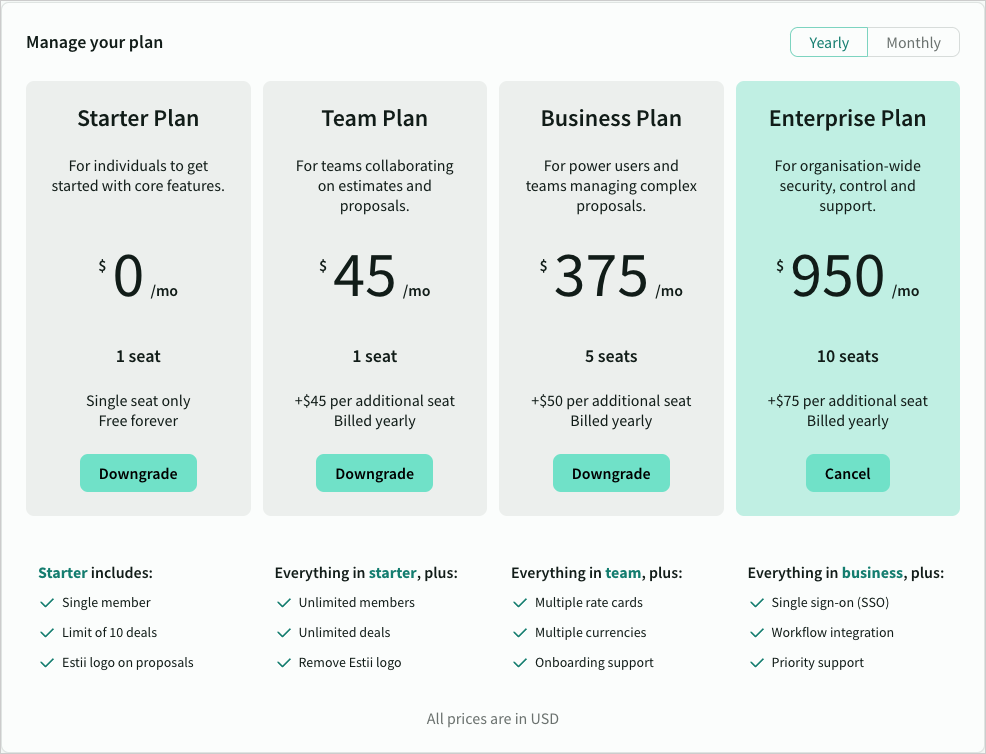 Manage your plan
Yearly
Monthly
Starter Plan
For individuals to get
started with core features.
$ 0 /mo
1 seat
Single seat only
Free forever
Downgrade
Team Plan
For teams collaborating
on estimates and
proposals.
$ 45 /mo
1 seat
+$45 per additional seat
Billed yearly
Downgrade
Business Plan
For power users and
teams managing complex
proposals.
$ 375 /mo
5 seats
+$50 per additional seat
Billed yearly
Downgrade
Enterprise Plan
For organisation-wide
security, control and
support.
$ 950 /mo
10 seats
+$75 per additional seat
Billed yearly
Cancel
Starter includes:
Single member
Limit of 10 deals
Estii logo on proposals
Everything in starter, plus:
Unlimited members
Unlimited deals
Remove Estii logo
Everything in team, plus:
Multiple rate cards
Multiple currencies
Onboarding support
Everything in business, plus:
Single sign-on (SSO)
Workflow integration
Priority support
All prices are in USD